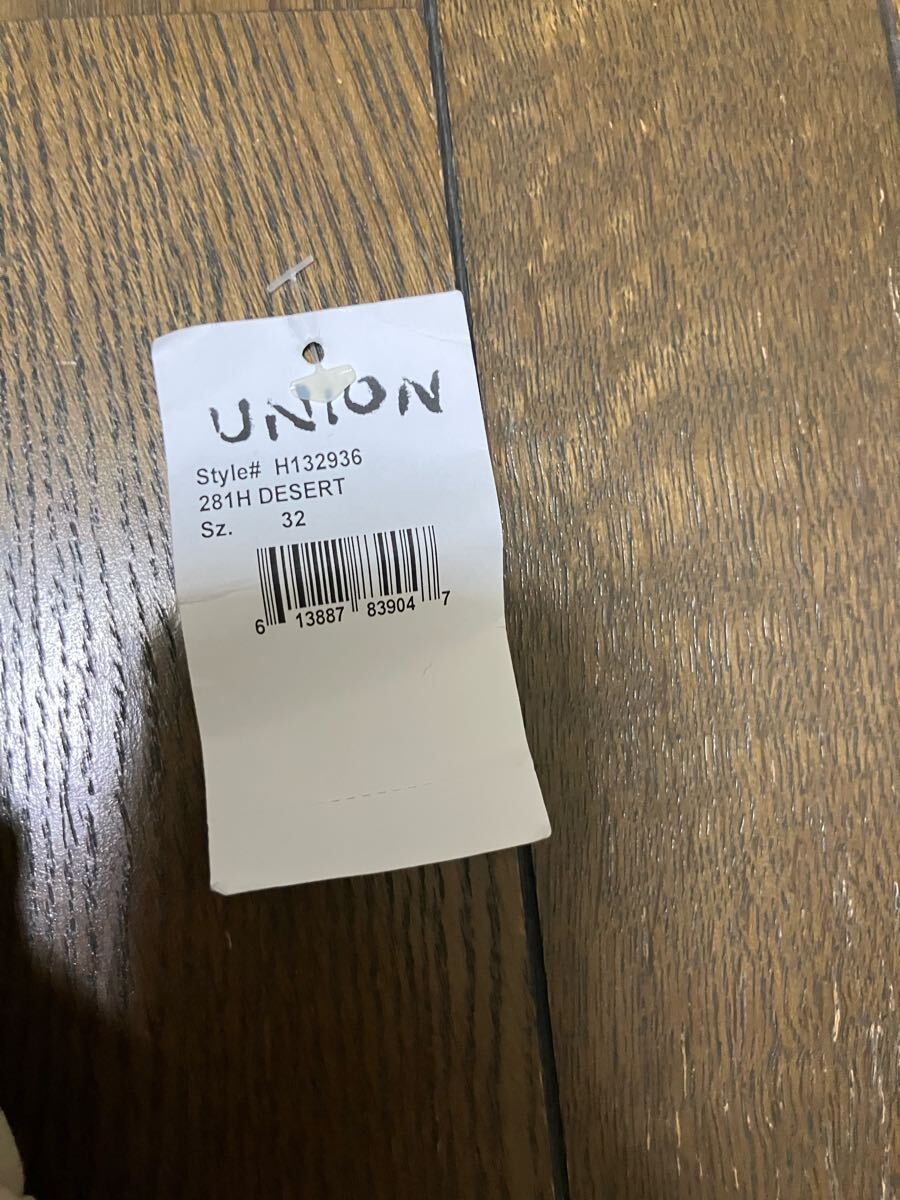 UNION
Style# H132936
281H DESERT
Sz. 32
6 13887 83904 7